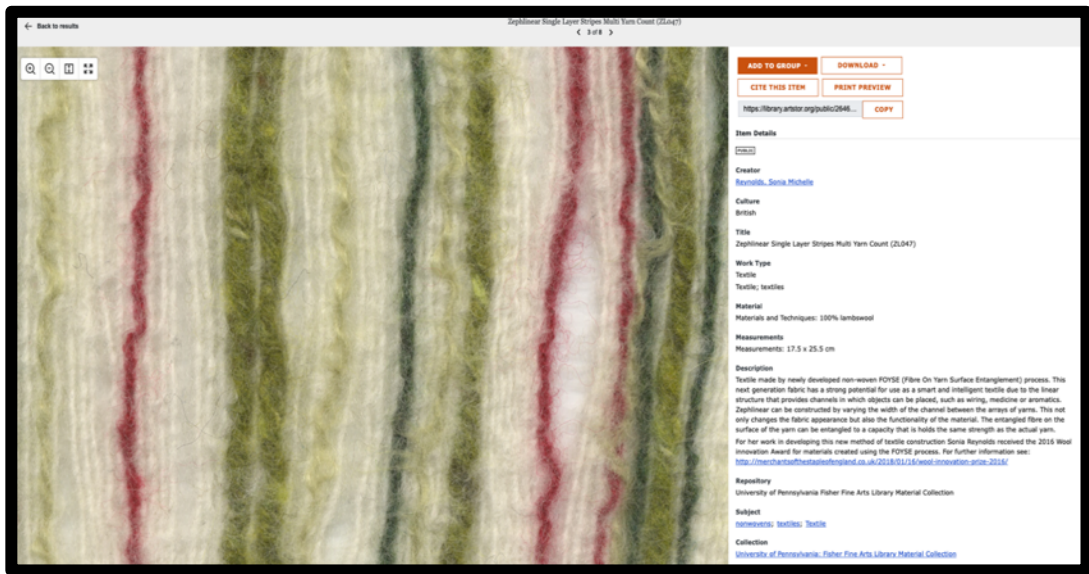 ← Back to results
Zephlinear Single Layer Stripes Multi Yarn Count (ZL047)
< 3 of 8 >
ADD TO GROUP
DOWNLOAD
CITE THIS ITEM
PRINT PREVIEW
https://library.artstor.org/public/2646...
COPY
Item Details
PUBLIC
Creator
Reynolds, Sonia Michelle
Culture
British
Title
Zephlinear Single Layer Stripes Multi Yarn Count (ZL047)
Work Type
Textile
Textile; textiles
Material
Materials and Techniques: 100% lambswool
Measurements
Measurements: 17.5 x 25.5 cm
Description
Textile made by newly developed non-woven FOYSE (Fibre On Yarn Surface Entanglement) process. This
next generation fabric has a strong potential for use as a smart and intelligent textile due to the linear
structure that provides channels in which objects can be placed, such as wiring, medicine or aromatics.
Zephlinear can be constructed by varying the width of the channel between the arrays of yarns. This not
only changes the fabric appearance but also the functionality of the material. The entangled fibre on the
surface of the yarn can be entangled to a capacity that is holds the same strength as the actual yarn.
For her work in developing this new method of textile construction Sonia Reynolds received the 2016 Wool
innovation Award for materials created using the FOYSE process. For further information see:
http://merchantsofthestapleofengland.co.uk/2018/01/16/wool-innovation-prize-2016/
Repository
University of Pennsylvania Fisher Fine Arts Library Material Collection
Subject
nonwovens; textiles; Textile
Collection
University of Pennsylvania: Fisher Fine Arts Library Material Collection